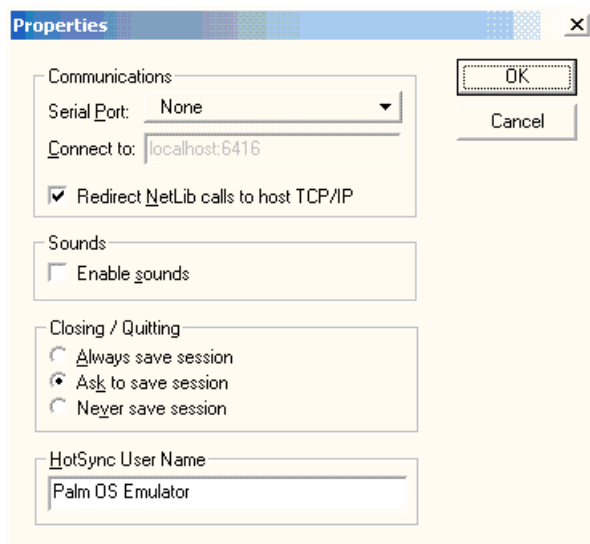 Properties
Communications
Serial Port: None
Connect to: localhost:6416
Redirect NetLib calls to host TCP/IP
Sounds
Enable sounds
Closing / Quitting
Always save session
Ask to save session
Never save session
HotSync User Name
Palm OS Emulator
OK
Cancel